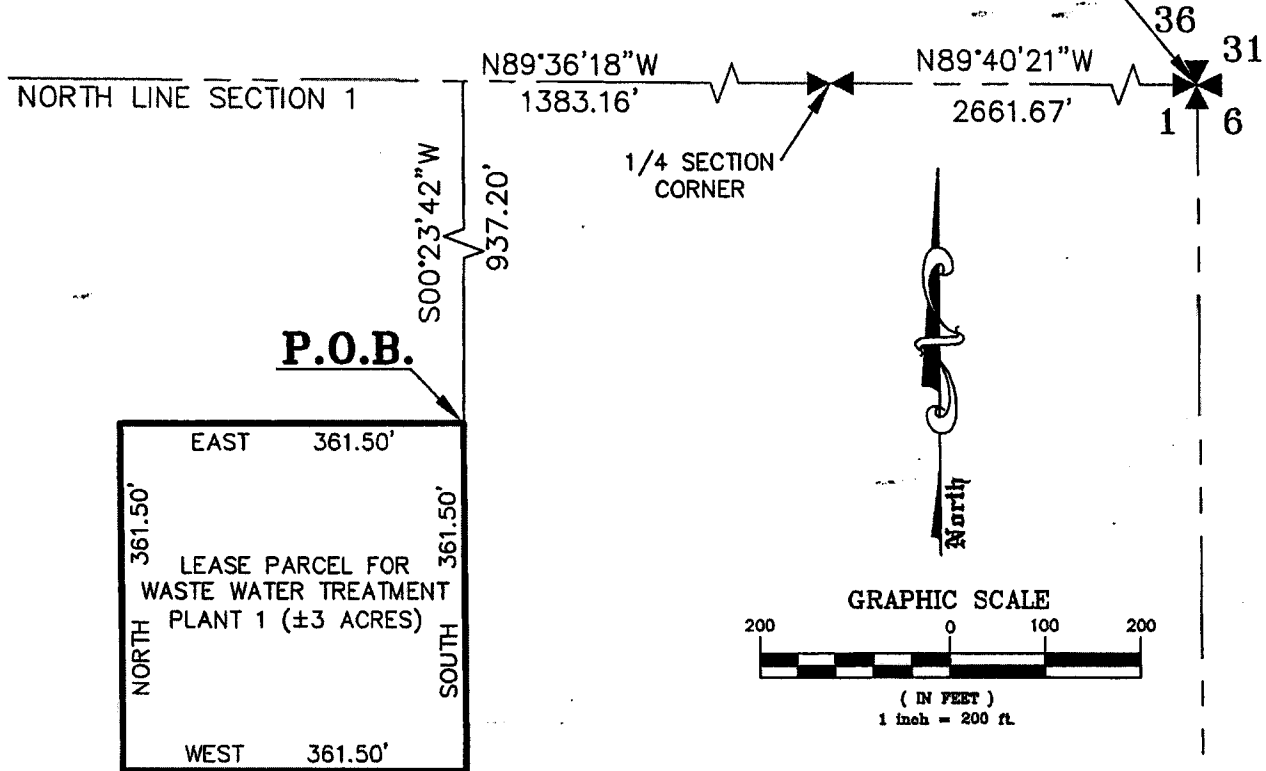 36
31
N89°36'18"W
N89°40'21"W
NORTH LINE SECTION 1
1383.16'
2661.67'
1
6
1/4 SECTION
CORNER
S00°23'42"W
937.20'
P.O.B.
EAST 361.50'
361.50'
361.50'
LEASE PARCEL FOR
WASTE WATER TREATMENT
PLANT 1 (±3 ACRES)
NORTH
SOUTH
WEST 361.50'
North
GRAPHIC SCALE
200
0
100
200
( IN FEET )
1 inch = 200 ft.